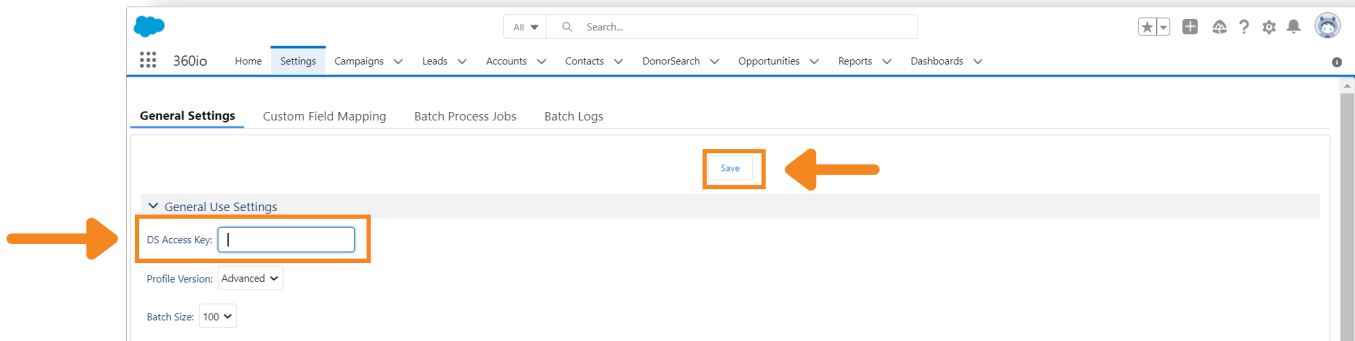 All Search...
360io Home Settings Campaigns Leads Accounts Contacts DonorSearch Opportunities Reports Dashboards
General Settings Custom Field Mapping Batch Process Jobs Batch Logs
Save
General Use Settings
DS Access Key:
Profile Version: Advanced
Batch Size: 100